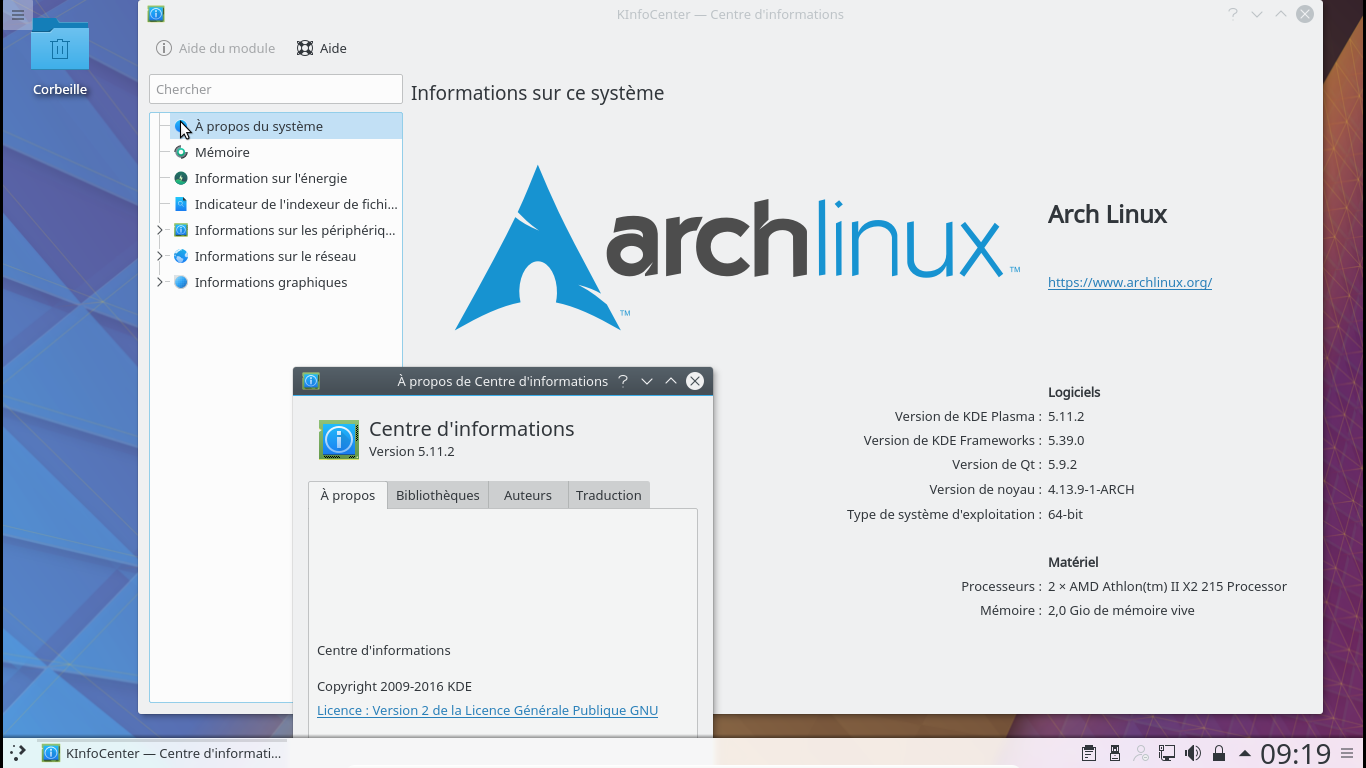 KInfoCenter — Centre d'informations
Corbeille
Aide du module
Aide
Chercher
À propos du système
Mémoire
Information sur l'énergie
Indicateur de l'indexeur de fichi...
Informations sur les périphériq...
Informations sur le réseau
Informations graphiques
Informations sur ce système
archlinux ™
™
Arch Linux
https://www.archlinux.org/
Logiciels
Version de KDE Plasma : 5.11.2
Version de KDE Frameworks : 5.39.0
Version de Qt : 5.9.2
Version de noyau : 4.13.9-1-ARCH
Type de système d'exploitation : 64-bit
Matériel
Processeurs : 2 × AMD Athlon(tm) II X2 215 Processor
Mémoire : 2,0 Gio de mémoire vive
À propos de Centre d'informations
Centre d'informations
Version 5.11.2
À propos
Bibliothèques
Auteurs
Traduction
Centre d'informations
Copyright 2009-2016 KDE
Licence : Version 2 de la Licence Générale Publique GNU
KInfoCenter — Centre d'informati...
09:19